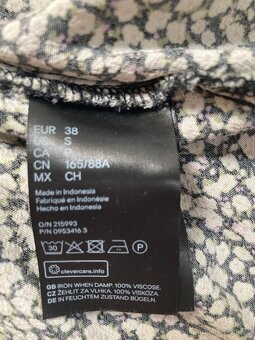 EUR 38
US S
CA P
CN 165/88A
MX CH
Made in Indonesia
Fabriqué en Indonésie
Hecho en Indonesia
O/N 215993
P/N 0953416 3
30
P
clevercare.info
GB IRON WHEN DAMP. 100% VISCOSE.
CZ ŽEHLIT ZA VLHKA. 100% VISKÓZA.
DE IN FEUCHTEM ZUSTAND BÜGELN.